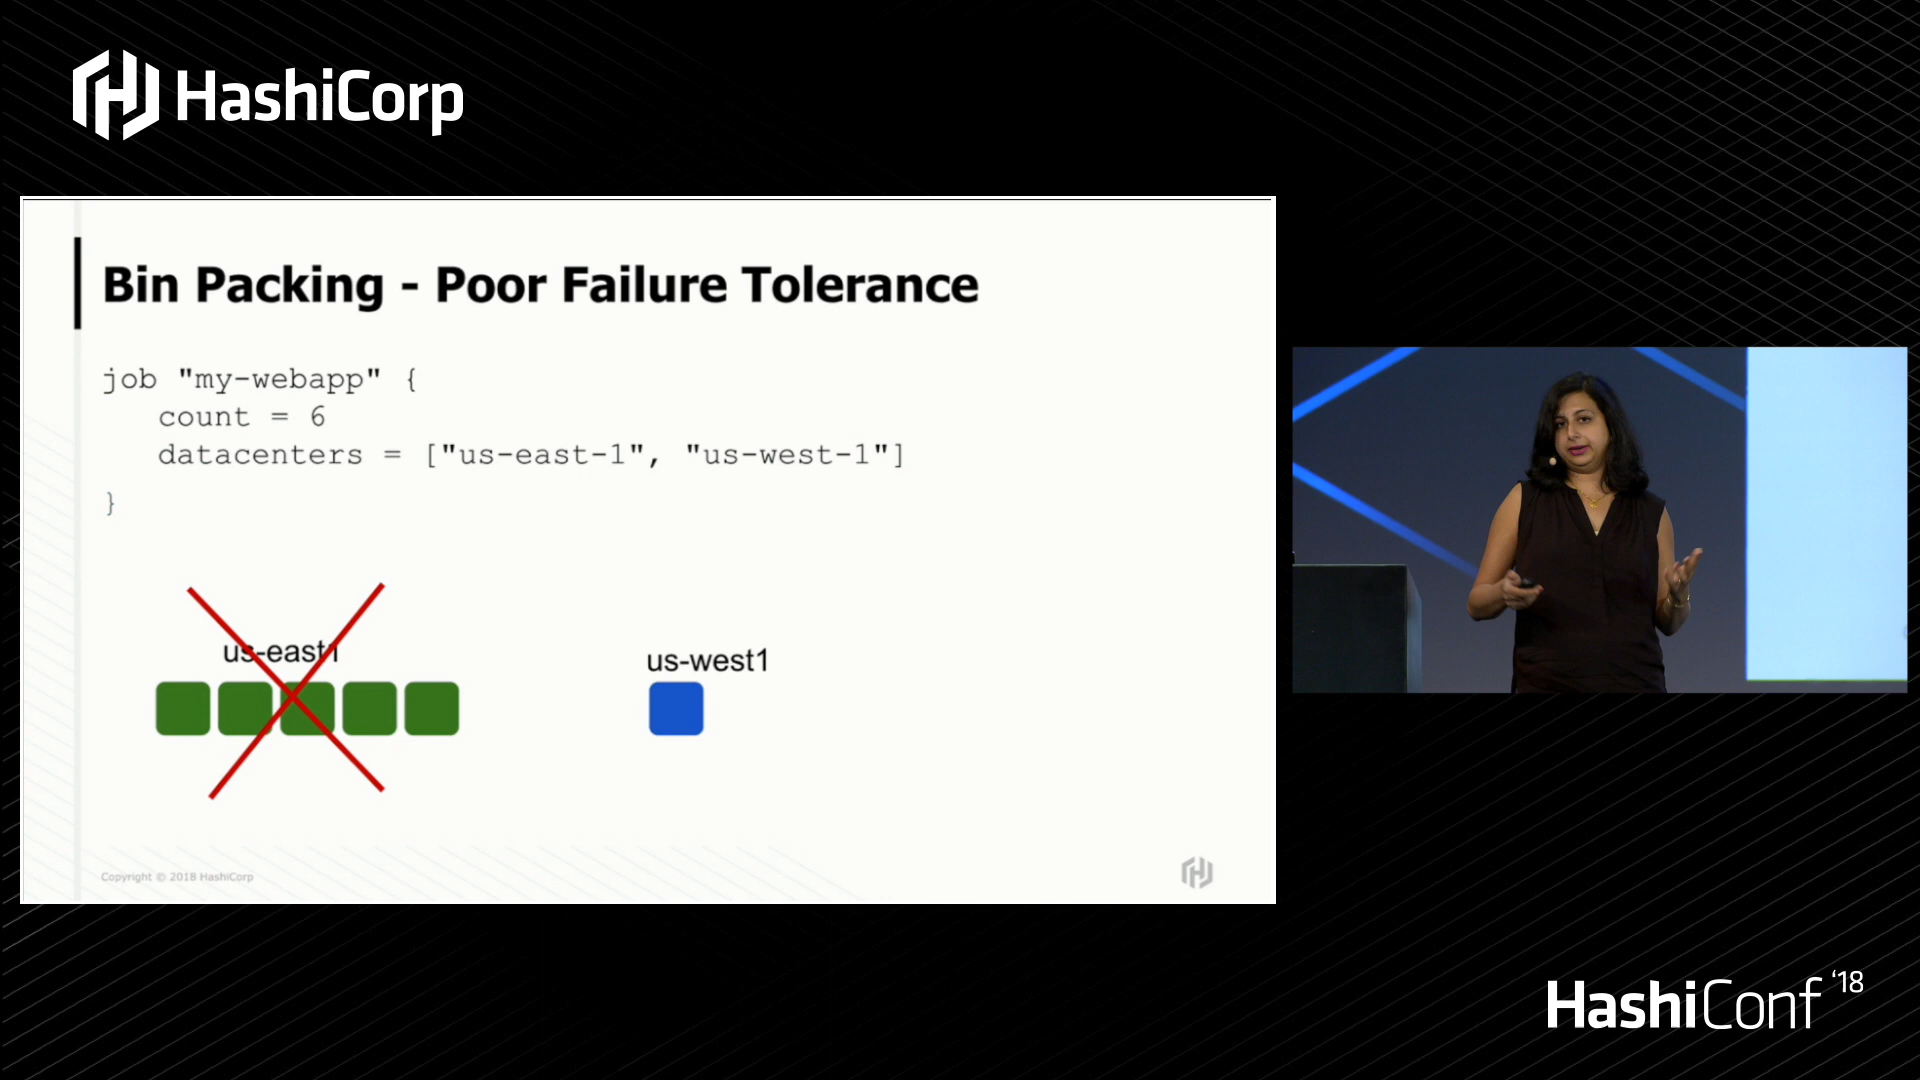 HashiCorp
Bin Packing - Poor Failure Tolerance
job "my-webapp" {
count = 6
datacenters = ["us-east-1", "us-west-1"]
}
us-east1
us-west1
Copyright © 2018 HashiCorp
HashiConf '18